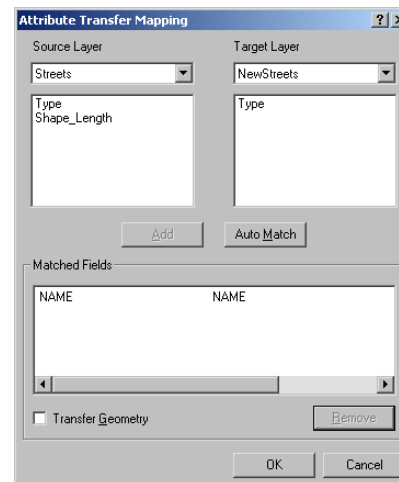 Attribute Transfer Mapping
Source Layer Target Layer
Streets NewStreets
Type Type
Shape_Length
Add Auto Match
Matched Fields
NAME NAME
Transfer Geometry Remove
OK Cancel